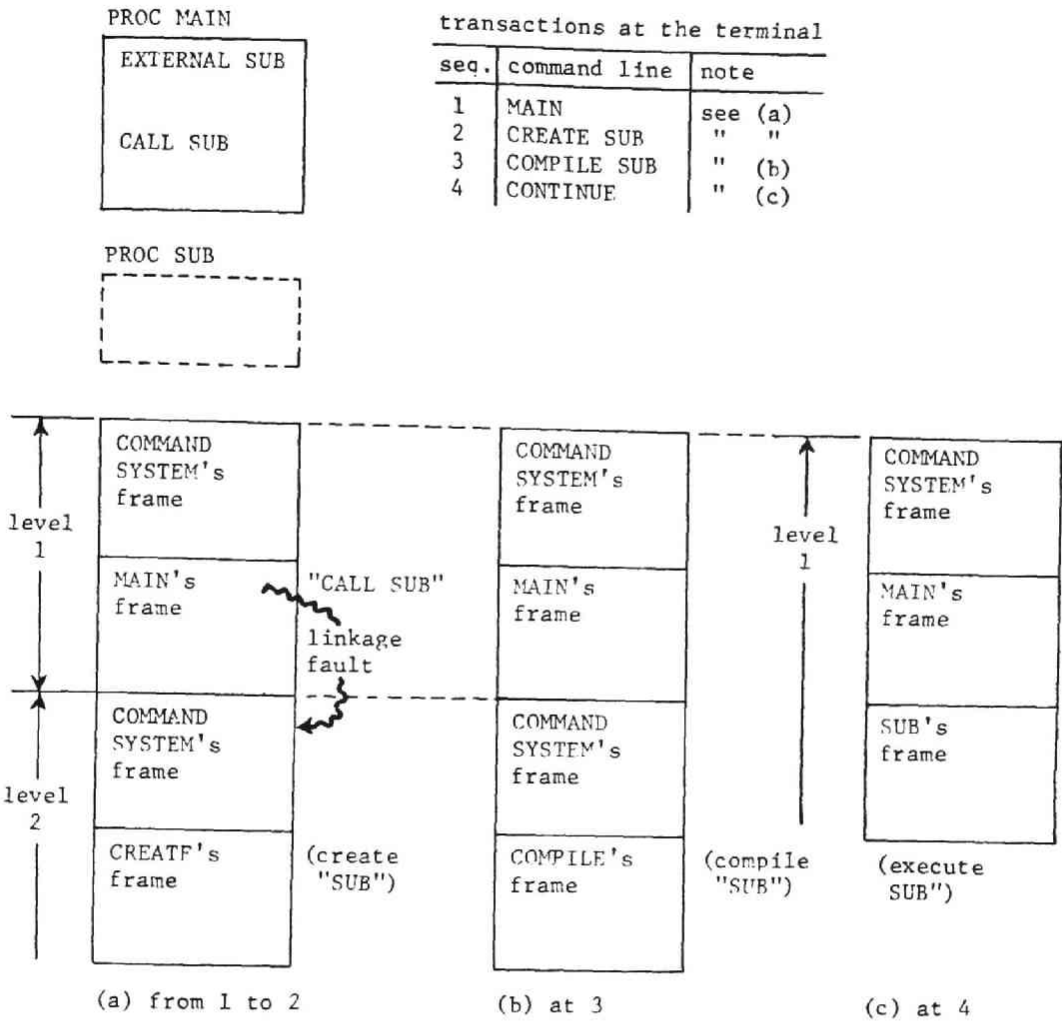 PROC MAIN
EXTERNAL SUB
CALL SUB
transactions at the terminal
seq. command line note
1 MAIN see (a)
2 CREATE SUB " "
3 COMPILE SUB " (b)
4 CONTINUE " (c)
PROC SUB
level
1
level
2
COMMAND
SYSTEM's
frame
MAIN's
frame
"CALL SUB"
linkage
fault
COMMAND
SYSTEM's
frame
CREATF's
frame
(create
"SUB")
(a) from 1 to 2
COMMAND
SYSTEM's
frame
MAIN's
frame
COMMAND
SYSTEM's
frame
COMPILE's
frame
(compile
"SUB")
(b) at 3
level
1
COMMAND
SYSTEM's
frame
MAIN's
frame
SUB's
frame
(execute
SUB")
(c) at 4